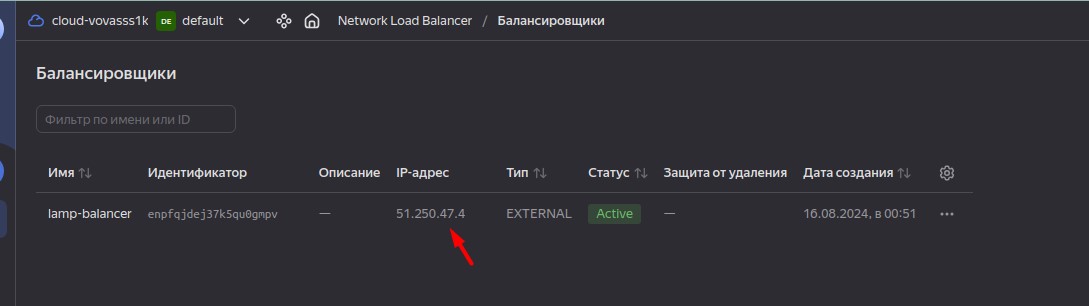 cloud-vovasss1k DE default Network Load Balancer / Балансировщики
Балансировщики
Фильтр по имени или ID
Имя Идентификатор Описание IP-адрес Тип Статус Защита от удаления Дата создания
lamp-balancer enpfqjdej37k5qu0gmpv — 51.250.47.4 EXTERNAL Active — 16.08.2024, в 00:51